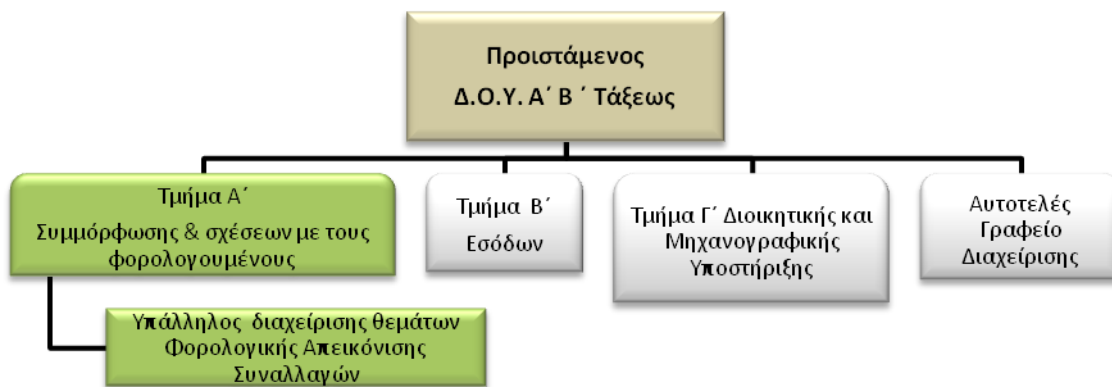 Προιστάμενος
Δ.Ο.Υ. Α΄ Β ΄ Τάξεως
Τμήμα Α΄
Συμμόρφωσης & σχέσεων με τους
φορολογουμένους
Τμήμα Β΄
Εσόδων
Τμήμα Γ΄ Διοικητικής και
Μηχανογραφικής
Υποστήριξης
Αυτοτελές
Γραφείο
Διαχείρισης
Υπάλληλος διαχείρισης θεμάτων
Φορολογικής Απεικόνισης
Συναλλαγών